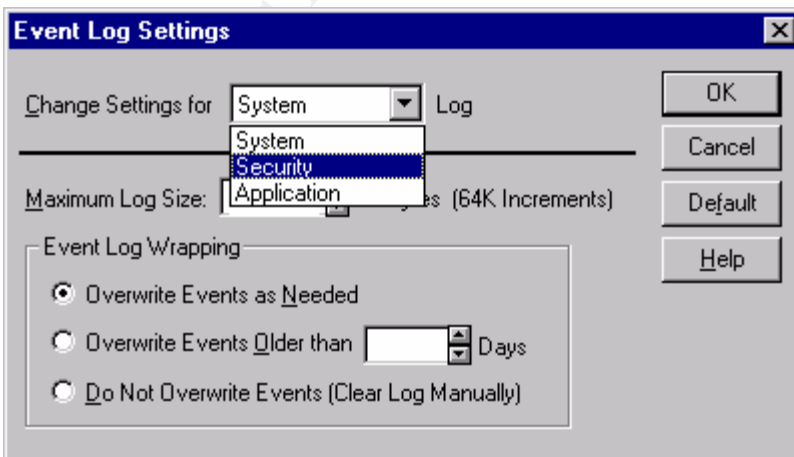 Event Log Settings
Change Settings for System Log
System
Security
Application
Maximum Log Size: (64K Increments)
Event Log Wrapping
Overwrite Events as Needed
Overwrite Events Older than Days
Do Not Overwrite Events (Clear Log Manually)
OK
Cancel
Default
Help